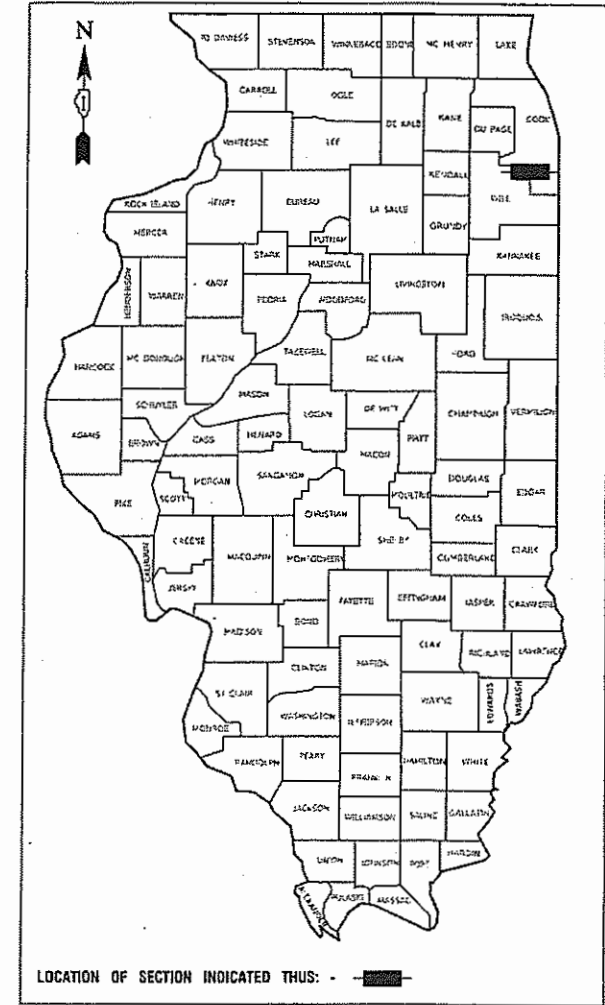 N
JO DAVIESS STEPHENSON WINNEBAGO BOONE MC HENRY LAKE
CARROLL OGLE DE KALB KANE DU PAGE COOK
WHITESIDE LEE
KENDALL WILL
ROCK ISLAND HENRY BUREAU LA SALLE GRUNDY
MERCER PUTNAM KANKAKEE
STARK MARSHALL
HENDERSON WARREN KNOX PEORIA WOODFORD LIVINGSTON IROQUOIS
HANCOCK MC DONOUGH FULTON TAZEWELL MC LEAN FORD
SCHUYLER MASON LOGAN DE WITT CHAMPAIGN VERMILION
ADAMS BROWN CASS MENARD MACON PIATT
PIKE SCOTT MORGAN SANGAMON MOULTRIE DOUGLAS EDGAR
CHRISTIAN COLES
CALHOUN GREENE MACOUPIN MONTGOMERY SHELBY CUMBERLAND CLARK
JERSEY FAYETTE EFFINGHAM JASPER CRAWFORD
MADISON BOND
CLINTON MARION CLAY RICHLAND LAWRENCE
ST CLAIR WASHINGTON JEFFERSON WAYNE EDWARDS WABASH
MONROE
RANDOLPH PERRY HAMILTON WHITE
FRANKLIN
JACKSON WILLIAMSON SALINE GALLATIN
UNION JOHNSON POPE HARDIN
ALEXANDER PULASKI MASSAC
LOCATION OF SECTION INDICATED THUS: -